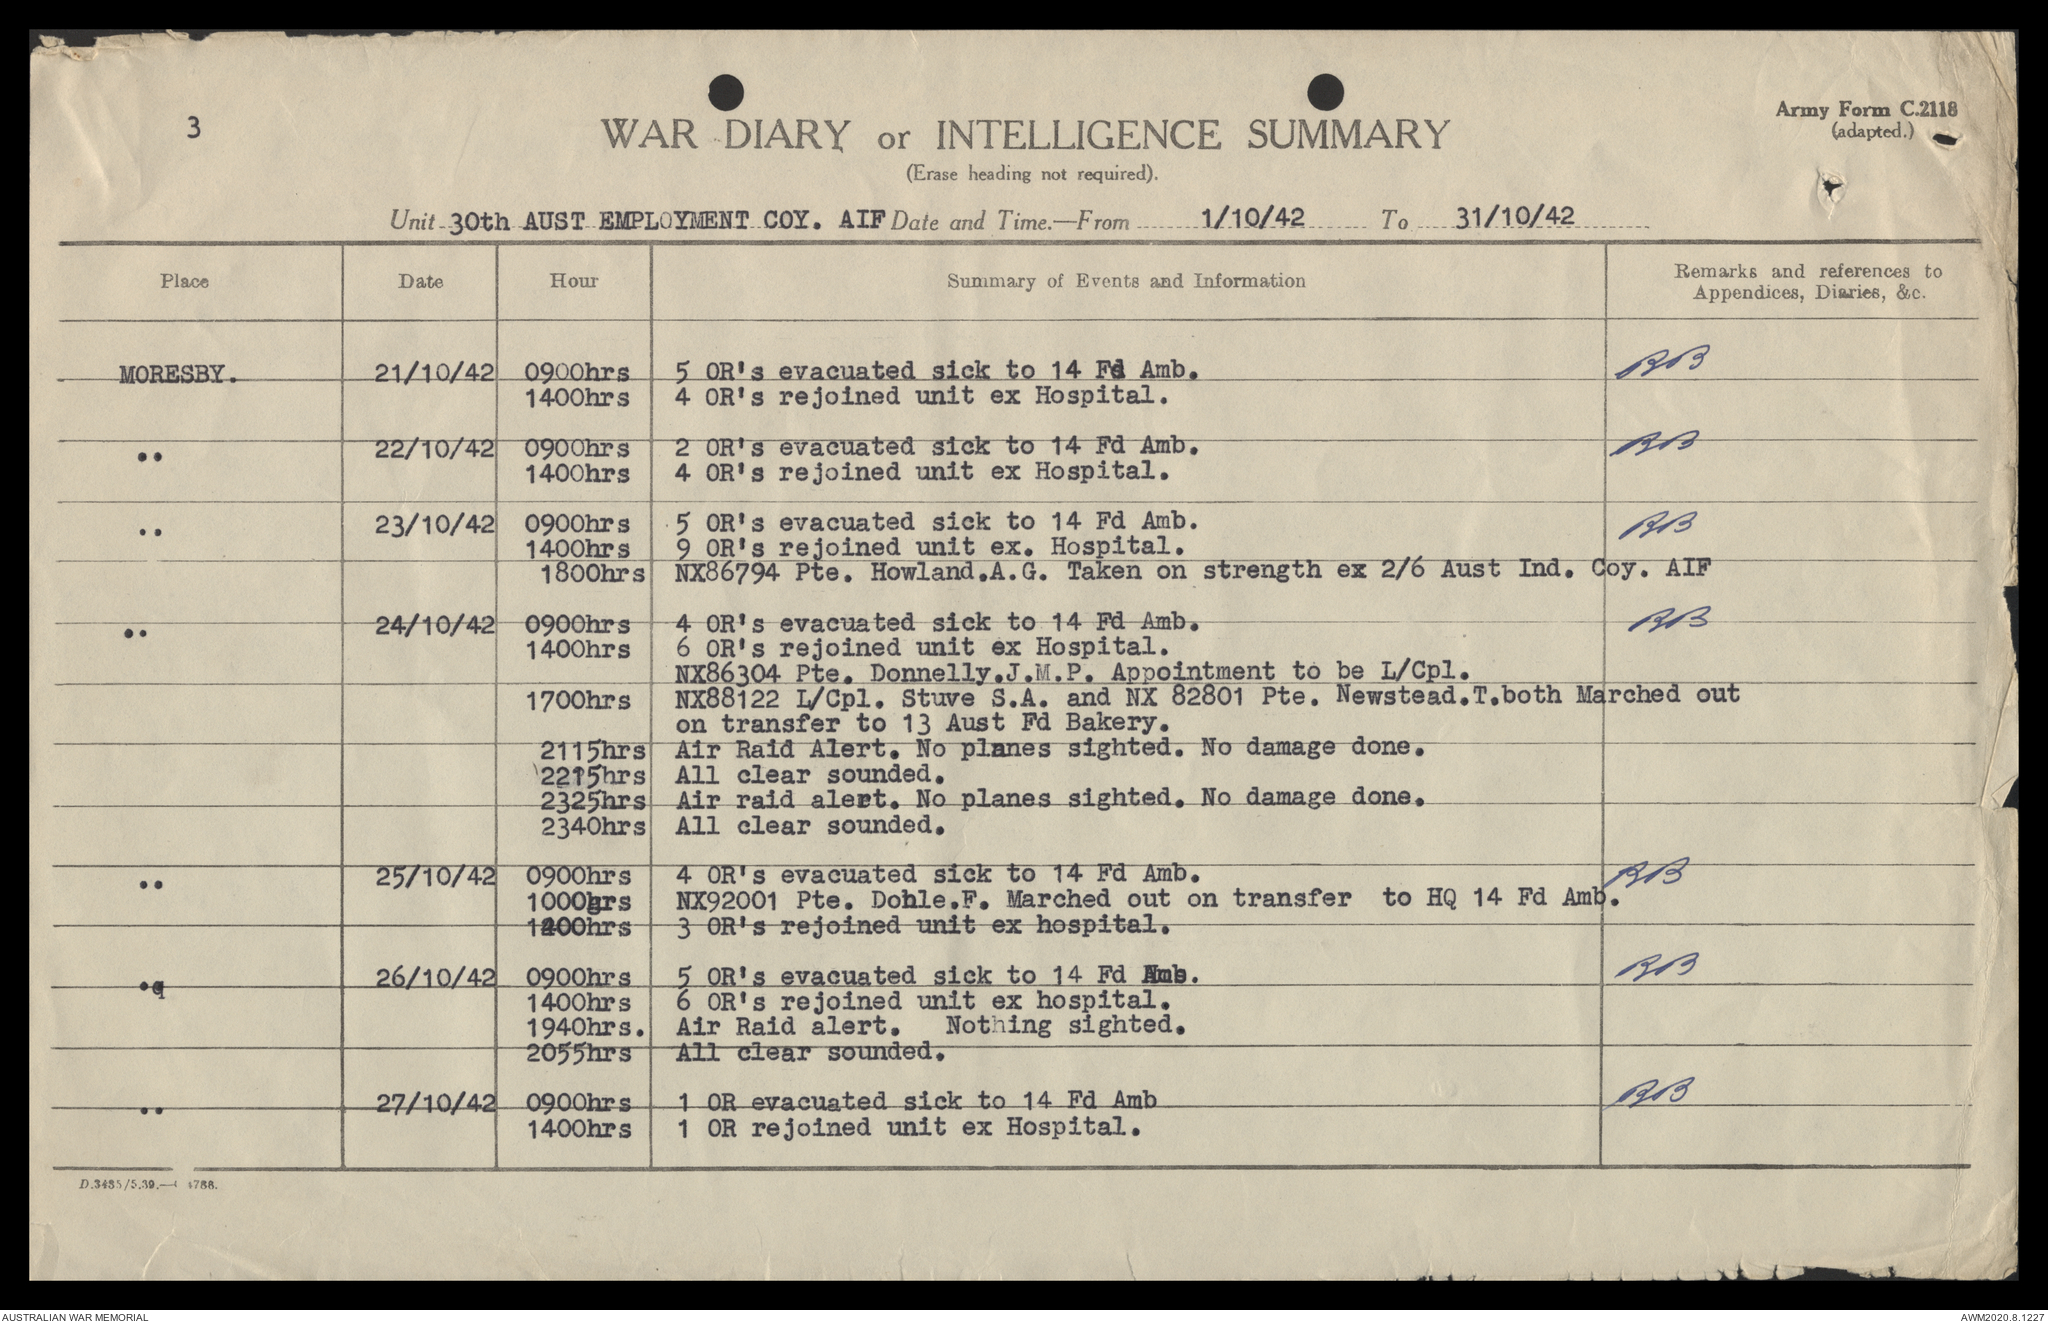 3
Army Form C.2118
(adapted.)
WAR DIARY or INTELLIGENCE SUMMARY
(Erase heading not required).
Unit 30th AUST EMPLOYMENT COY. AIF Date and Time.—From 1/10/42 To 31/10/42
Place Date Hour Summary of Events and Information Remarks and references to
Appendices, Diaries, &c.
MORESBY. 21/10/42 0900hrs 5 OR's evacuated sick to 14 Fd Amb. RB
1400hrs 4 OR's rejoined unit ex Hospital.
.. 22/10/42 0900hrs 2 OR's evacuated sick to 14 Fd Amb. RB
1400hrs 4 OR's rejoined unit ex Hospital.
.. 23/10/42 0900hrs 5 OR's evacuated sick to 14 Fd Amb. RB
1400hrs 9 OR's rejoined unit ex. Hospital.
1800hrs NX86794 Pte. Howland.A.G. Taken on strength ex 2/6 Aust Ind. Coy. AIF
.. 24/10/42 0900hrs 4 OR's evacuated sick to 14 Fd Amb. RB
1400hrs 6 OR's rejoined unit ex Hospital.
NX86304 Pte. Donnelly.J.M.P. Appointment to be L/Cpl.
1700hrs NX88122 L/Cpl. Stuve S.A. and NX 82801 Pte. Newstead.T.both Marched out
on transfer to 13 Aust Fd Bakery.
2115hrs Air Raid Alert. No planes sighted. No damage done.
2215hrs All clear sounded.
2325hrs Air raid alert. No planes sighted. No damage done.
2340hrs All clear sounded.
.. 25/10/42 0900hrs 4 OR's evacuated sick to 14 Fd Amb. RB
1000hrs NX92001 Pte. Dohle.F. Marched out on transfer to HQ 14 Fd Amb.
1400hrs 3 OR's rejoined unit ex hospital.
.q 26/10/42 0900hrs 5 OR's evacuated sick to 14 Fd Amb. RB
1400hrs 6 OR's rejoined unit ex hospital.
1940hrs. Air Raid alert. Nothing sighted.
2055hrs All clear sounded.
.. 27/10/42 0900hrs 1 OR evacuated sick to 14 Fd Amb RB
1400hrs 1 OR rejoined unit ex Hospital.
D.3485/5.39.— 4788.
AUSTRALIAN WAR MEMORIAL AWM2020.8.1227